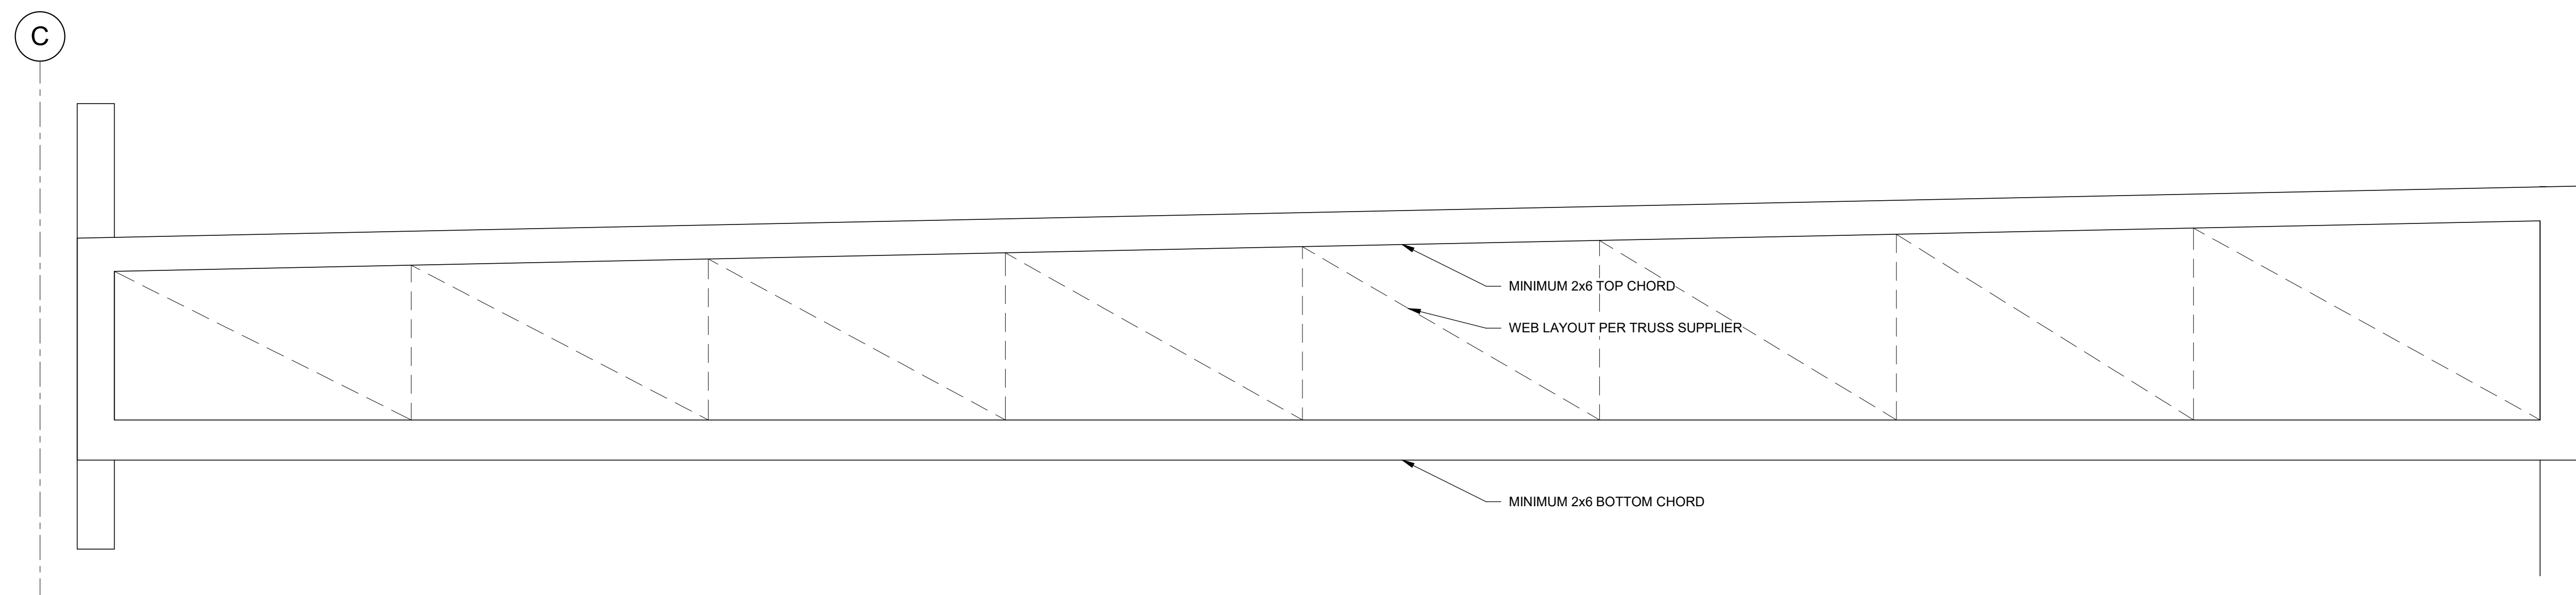 C
MINIMUM 2x6 TOP CHORD
WEB LAYOUT PER TRUSS SUPPLIER
MINIMUM 2x6 BOTTOM CHORD